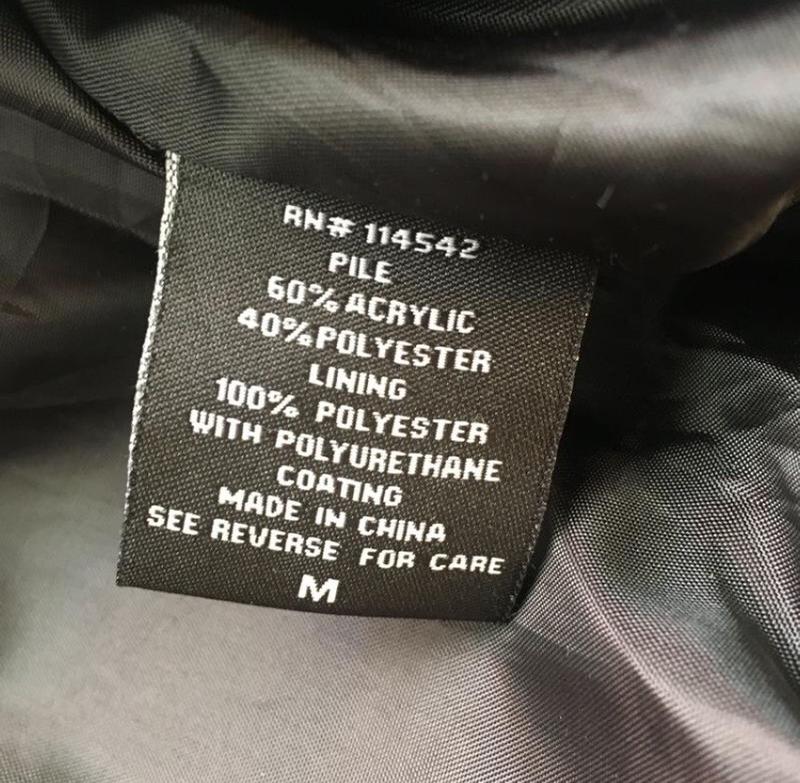 RN# 114542
PILE
60% ACRYLIC
40% POLYESTER
LINING
100% POLYESTER
WITH POLYURETHANE
COATING
MADE IN CHINA
SEE REVERSE FOR CARE
M